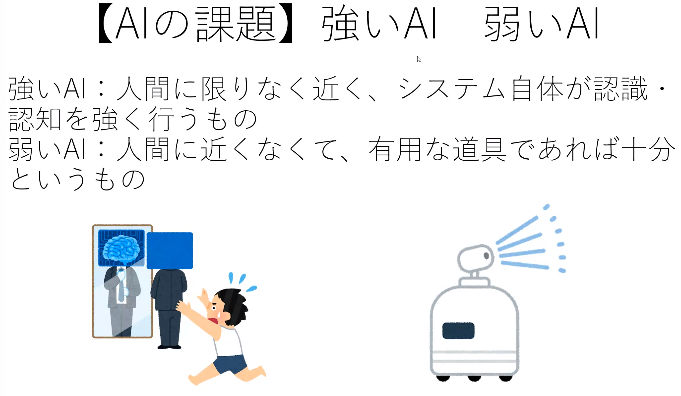 【AIの課題】強いAI　弱いAI
強いAI：人間に限りなく近く、システム自体が認識・
認知を強く行うもの
弱いAI：人間に近くなくて、有用な道具であれば十分
というもの